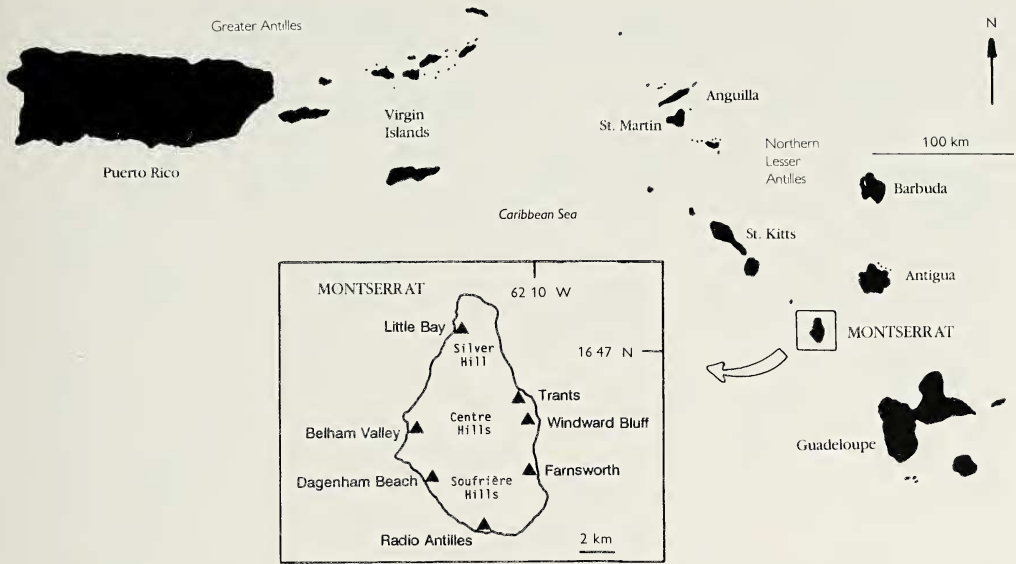 Greater Antilles
N
Anguilla
Virgin
Islands
St. Martin
Northern
Lesser
Antilles
100 km
Puerto Rico
Barbuda
Caribbean Sea
St. Kitts
Antigua
MONTSERRAT
Guadeloupe
MONTSERRAT
62 10 W
Little Bay
Silver
Hill
16 47 N
Trants
Centre
Hills
Windward Bluff
Belham Valley
Farnsworth
Dagenham Beach
Soufrière
Hills
Radio Antilles
2 km